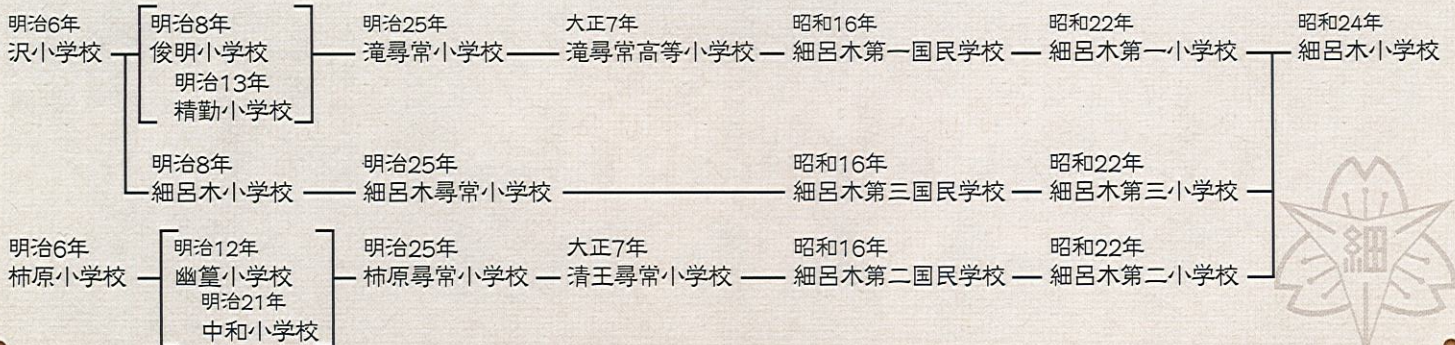 明治6年
沢小学校
明治8年
俊明小学校
明治13年
精勤小学校
明治25年
滝尋常小学校
大正7年
滝尋常高等小学校
昭和16年
細呂木第一国民学校
昭和22年
細呂木第一小学校
昭和24年
細呂木小学校
明治8年
細呂木小学校
明治25年
細呂木尋常小学校
昭和16年
細呂木第三国民学校
昭和22年
細呂木第三小学校
明治6年
柿原小学校
明治12年
幽篁小学校
明治21年
中和小学校
明治25年
柿原尋常小学校
大正7年
清王尋常小学校
昭和16年
細呂木第二国民学校
昭和22年
細呂木第二小学校
細